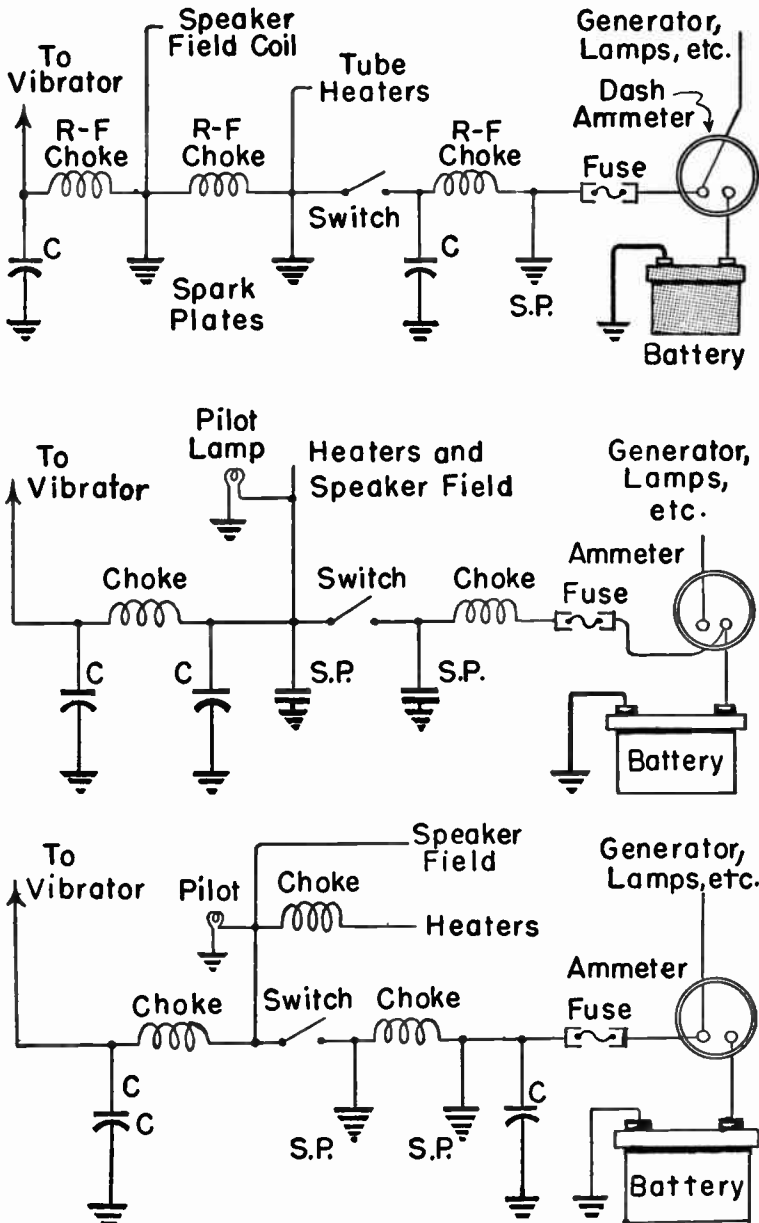 Speaker
Field Coil
Generator,
Lamps, etc.
To
Vibrator
Tube
Heaters
Dash
Ammeter
R-F
Choke
R-F
Choke
R-F
Choke
Fuse
Switch
C
C
Spark
Plates
S.P.
Battery
Pilot
Lamp
To
Vibrator
Heaters and
Speaker Field
Generator,
Lamps,
etc.
Ammeter
Choke
Switch
Choke
Fuse
C
C
S.P.
S.P.
Battery
Speaker
Field
To
Vibrator
Generator,
Lamps, etc.
Pilot
Choke
Heaters
Ammeter
Choke
Switch
Choke
Fuse
C
C
C
S.P.
S.P.
Battery